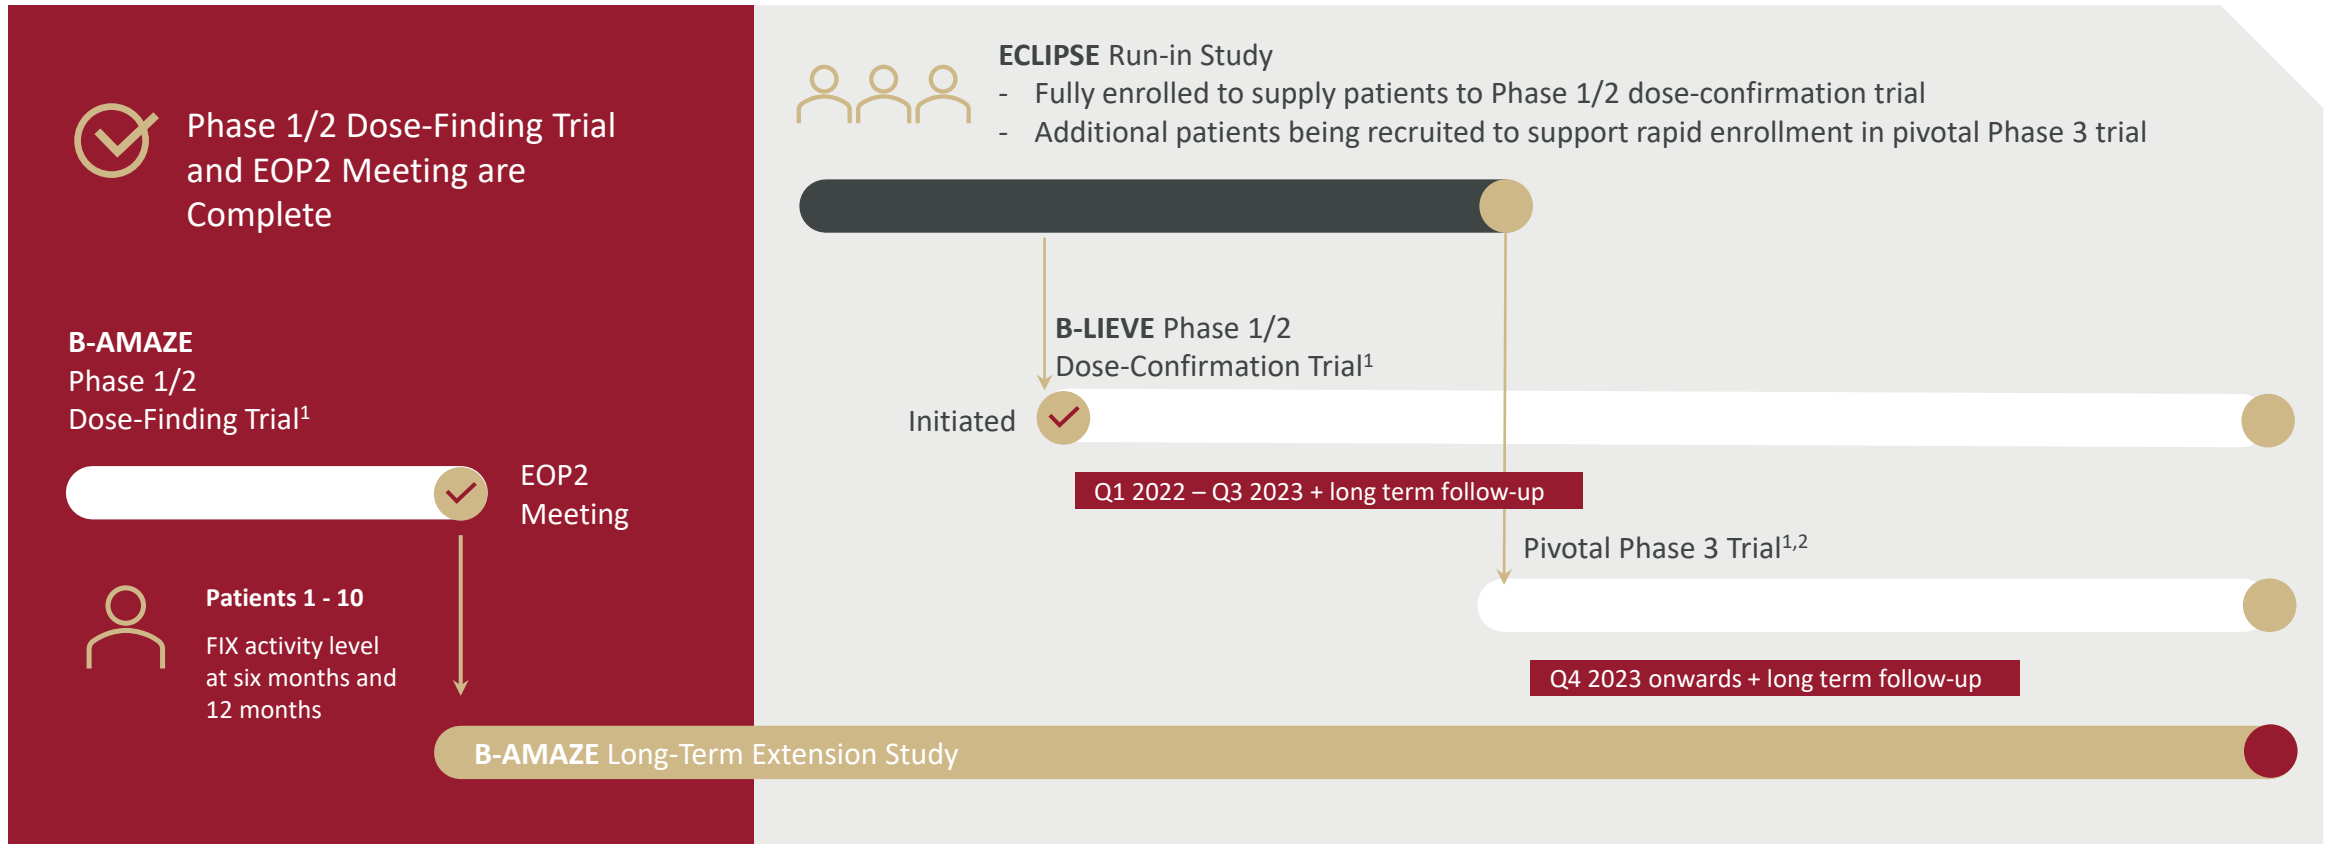 Phase 1/2 Dose-Finding Trial
and EOP2 Meeting are
Complete
B-AMAZE
Phase 1/2
Dose-Finding Trial1
EOP2
Meeting
Patients 1 - 10
FIX activity level
at six months and
12 months
ECLIPSE Run-in Study
- Fully enrolled to supply patients to Phase 1/2 dose-confirmation trial
- Additional patients being recruited to support rapid enrollment in pivotal Phase 3 trial
B-LIEVE Phase 1/2
Dose-Confirmation Trial1
Initiated
Q1 2022 – Q3 2023 + long term follow-up
Pivotal Phase 3 Trial1,2
Q4 2023 onwards + long term follow-up
B-AMAZE Long-Term Extension Study